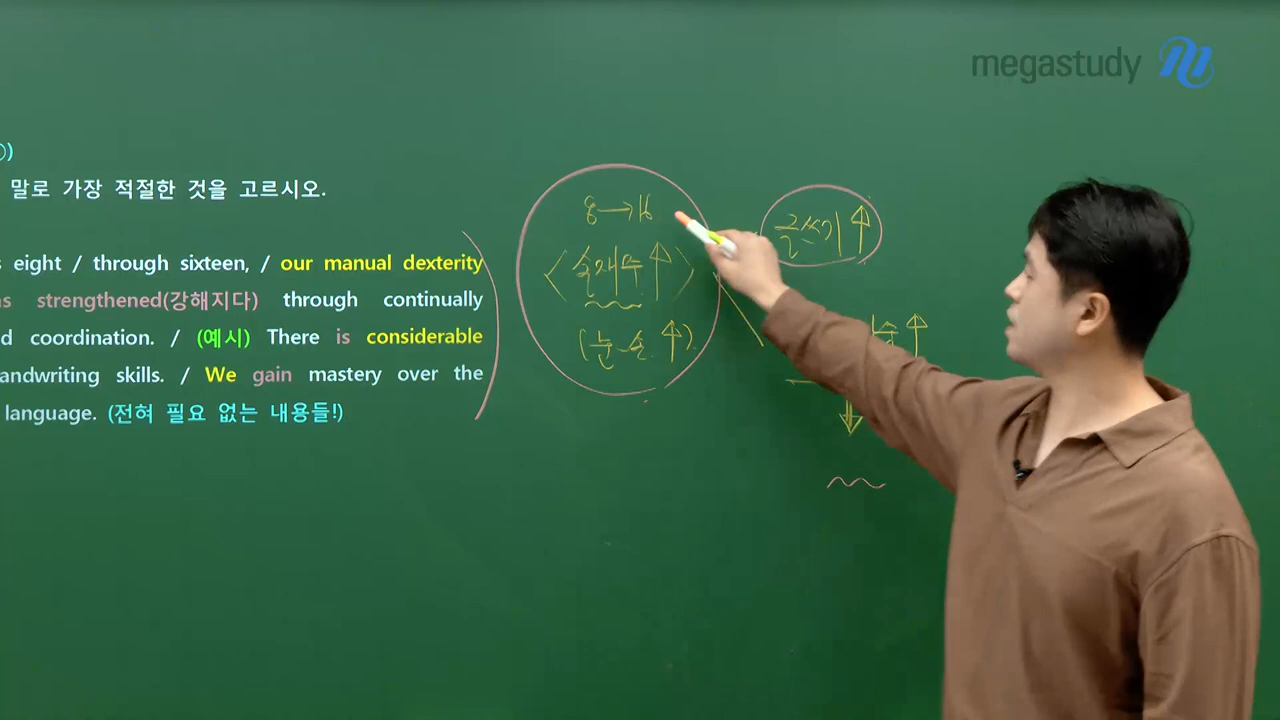 megastudy
)
말로 가장 적절한 것을 고르시오.
eight / through sixteen, / our manual dexterity
strengthened(강해지다) through continually
coordination. / (예시) There is considerable
handwriting skills. / We gain mastery over the
language. (전혀 필요 없는 내용들!)
8→16
<손재주↑>
(눈-손↑)
글쓰기↑